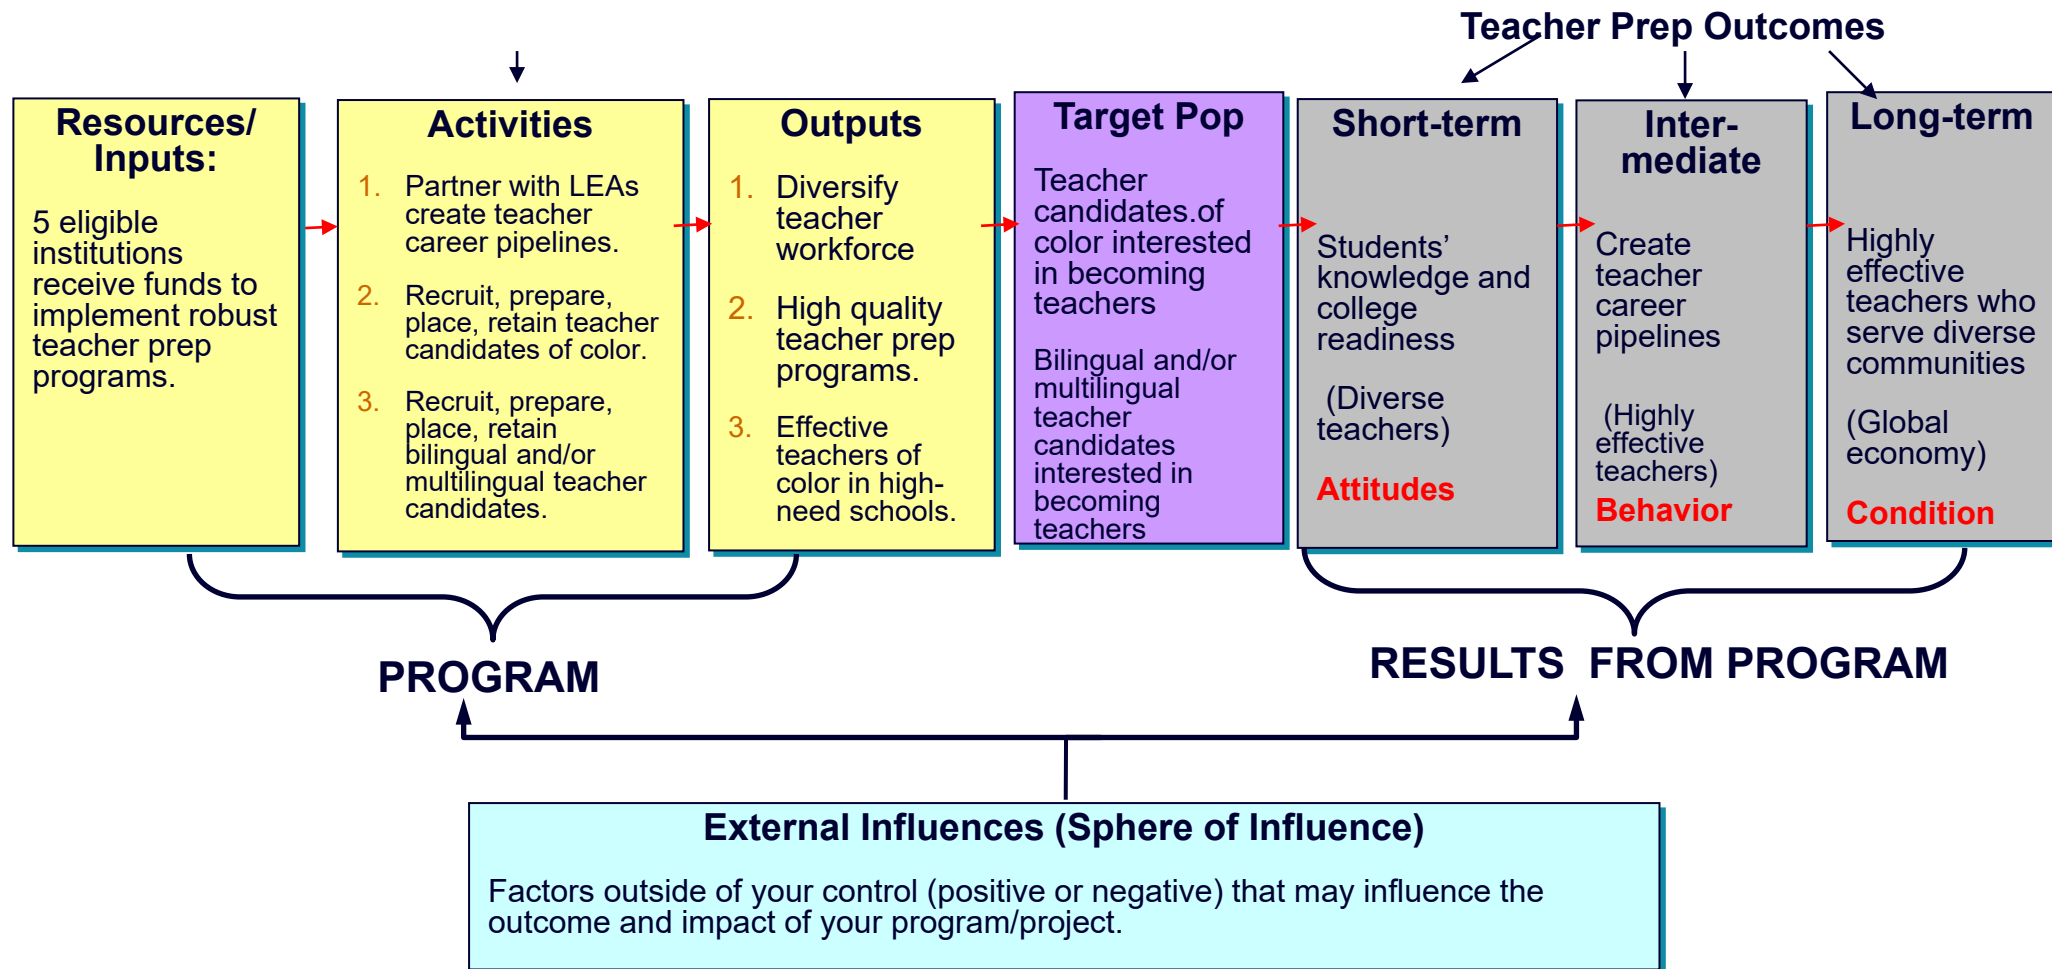 Teacher Prep Outcomes
Resources/
Inputs:
5 eligible
institutions
receive funds to
implement robust
teacher prep
programs.
Activities
1. Partner with LEAs
create teacher
career pipelines.
2. Recruit, prepare,
place, retain teacher
candidates of color.
3. Recruit, prepare,
place, retain
bilingual and/or
multilingual teacher
candidates.
Outputs
1. Diversify
teacher
workforce
2. High quality
teacher prep
programs.
3. Effective
teachers of
color in high-
need schools.
Target Pop
Teacher
candidates.of
color interested
in becoming
teachers
Bilingual and/or
multilingual
teacher
candidates
interested in
becoming
teachers
Short-term
Students’
knowledge and
college
readiness
(Diverse
teachers)
Attitudes
Inter-
mediate
Create
teacher
career
pipelines
(Highly
effective
teachers)
Behavior
Long-term
Highly
effective
teachers who
serve diverse
communities
(Global
economy)
Condition
PROGRAM
RESULTS FROM PROGRAM
External Influences (Sphere of Influence)
Factors outside of your control (positive or negative) that may influence the
outcome and impact of your program/project.